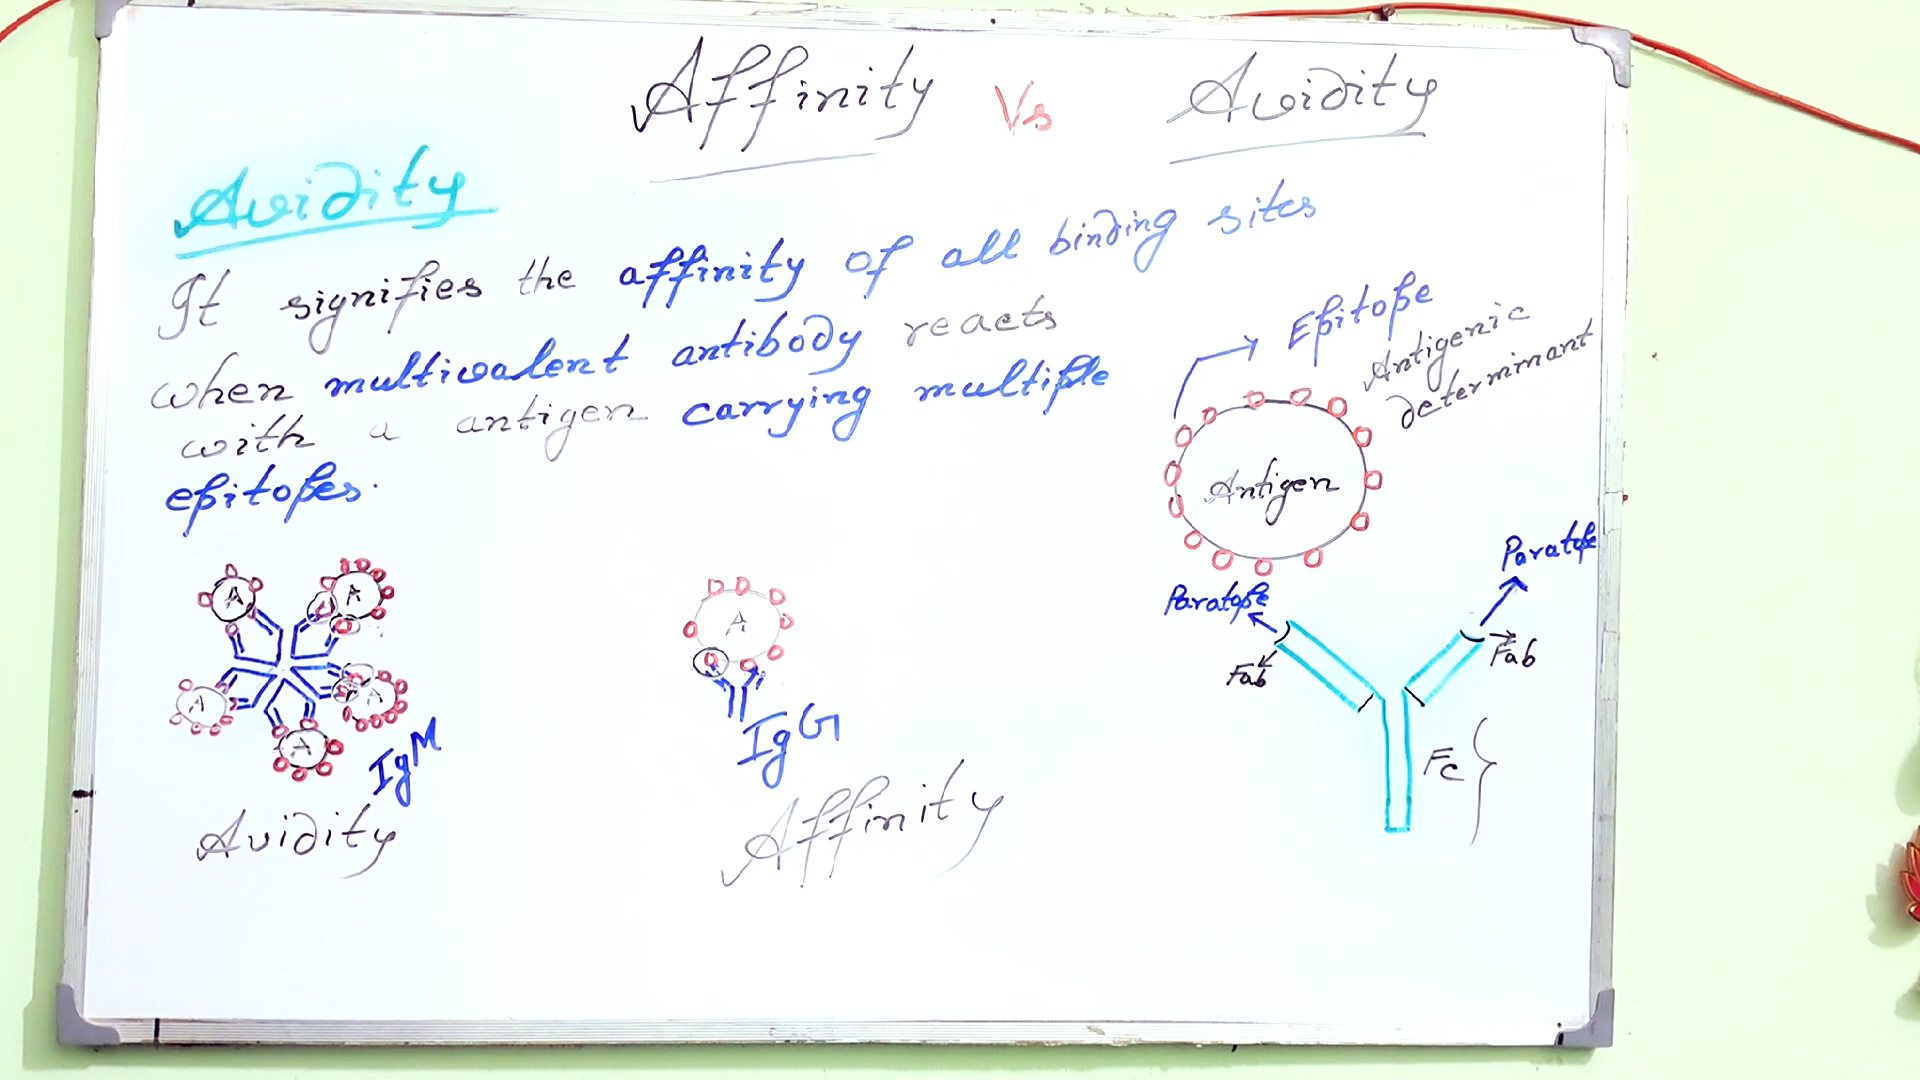 Affinity Vs Avidity
Avidity
It signifies the affinity of all binding sites
when multivalent antibody reacts
with a antigen carrying multiple
epitopes.
Epitope
Antigenic
determinant
Antigen
Paratope
Paratope
Fab
Fab
Fc
A
A
A
A
A
IgM
Avidity
A
IgG
Affinity